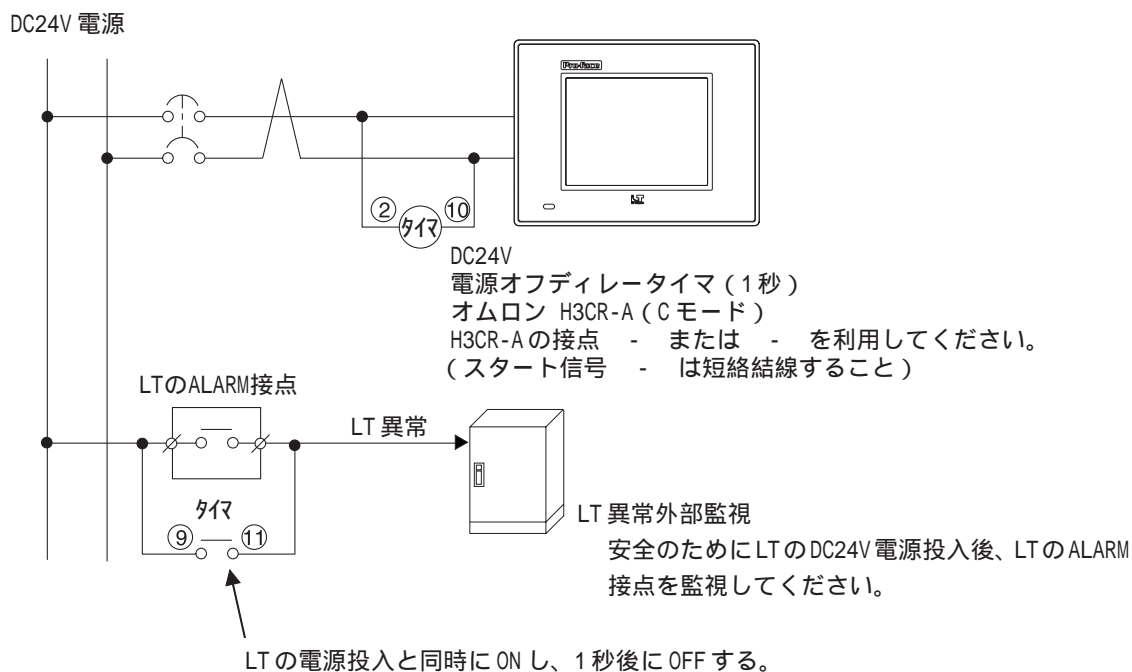 DC24V 電源
Pro-face
LT
② タイマ ⑩
DC24V
電源オフディレータイマ（1秒）
オムロン H3CR-A（Cモード）
H3CR-Aの接点　-　または　-　を利用してください。
（スタート信号　-　は短絡結線すること）
LTのALARM接点
LT 異常
タイマ
⑨ ⑪
LT 異常外部監視
安全のためにLTのDC24V電源投入後、LTのALARM
接点を監視してください。
LTの電源投入と同時にONし、1秒後にOFFする。